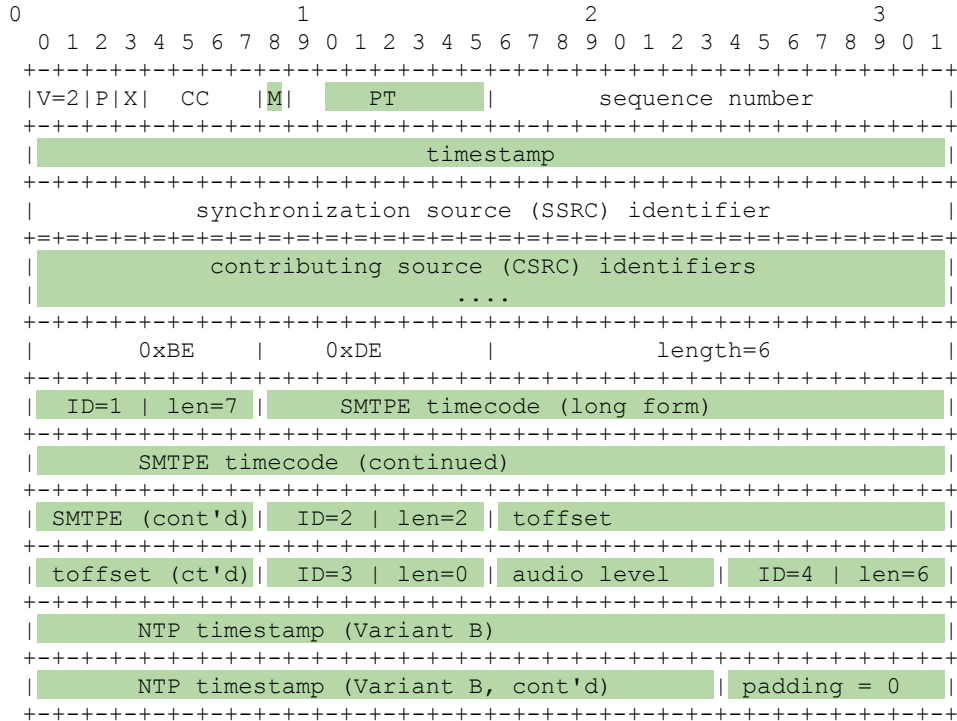 0                   1                   2                   3
 0 1 2 3 4 5 6 7 8 9 0 1 2 3 4 5 6 7 8 9 0 1 2 3 4 5 6 7 8 9 0 1
+-+-+-+-+-+-+-+-+-+-+-+-+-+-+-+-+-+-+-+-+-+-+-+-+-+-+-+-+-+-+-+-+
|V=2|P|X|  CC   |M|     PT      |       sequence number         |
+-+-+-+-+-+-+-+-+-+-+-+-+-+-+-+-+-+-+-+-+-+-+-+-+-+-+-+-+-+-+-+-+
|                           timestamp                           |
+-+-+-+-+-+-+-+-+-+-+-+-+-+-+-+-+-+-+-+-+-+-+-+-+-+-+-+-+-+-+-+-+
|           synchronization source (SSRC) identifier            |
+=+=+=+=+=+=+=+=+=+=+=+=+=+=+=+=+=+=+=+=+=+=+=+=+=+=+=+=+=+=+=+=+
|            contributing source (CSRC) identifiers             |
|                             ....                              |
+-+-+-+-+-+-+-+-+-+-+-+-+-+-+-+-+-+-+-+-+-+-+-+-+-+-+-+-+-+-+-+-+
|       0xBE    |    0xDE       |           length=6            |
+-+-+-+-+-+-+-+-+-+-+-+-+-+-+-+-+-+-+-+-+-+-+-+-+-+-+-+-+-+-+-+-+
|  ID=1 | len=7 |     SMTPE timecode (long form)                |
+-+-+-+-+-+-+-+-+-+-+-+-+-+-+-+-+-+-+-+-+-+-+-+-+-+-+-+-+-+-+-+-+
|       SMTPE timecode (continued)                              |
+-+-+-+-+-+-+-+-+-+-+-+-+-+-+-+-+-+-+-+-+-+-+-+-+-+-+-+-+-+-+-+-+
| SMTPE (cont'd)|  ID=2 | len=2 | toffset                       |
+-+-+-+-+-+-+-+-+-+-+-+-+-+-+-+-+-+-+-+-+-+-+-+-+-+-+-+-+-+-+-+-+
| toffset (ct'd)|  ID=3 | len=0 | audio level   |  ID=4 | len=6 |
+-+-+-+-+-+-+-+-+-+-+-+-+-+-+-+-+-+-+-+-+-+-+-+-+-+-+-+-+-+-+-+-+
|       NTP timestamp (Variant B)                               |
+-+-+-+-+-+-+-+-+-+-+-+-+-+-+-+-+-+-+-+-+-+-+-+-+-+-+-+-+-+-+-+-+
|       NTP timestamp (Variant B, cont'd)       | padding = 0   |
+-+-+-+-+-+-+-+-+-+-+-+-+-+-+-+-+-+-+-+-+-+-+-+-+-+-+-+-+-+-+-+-+